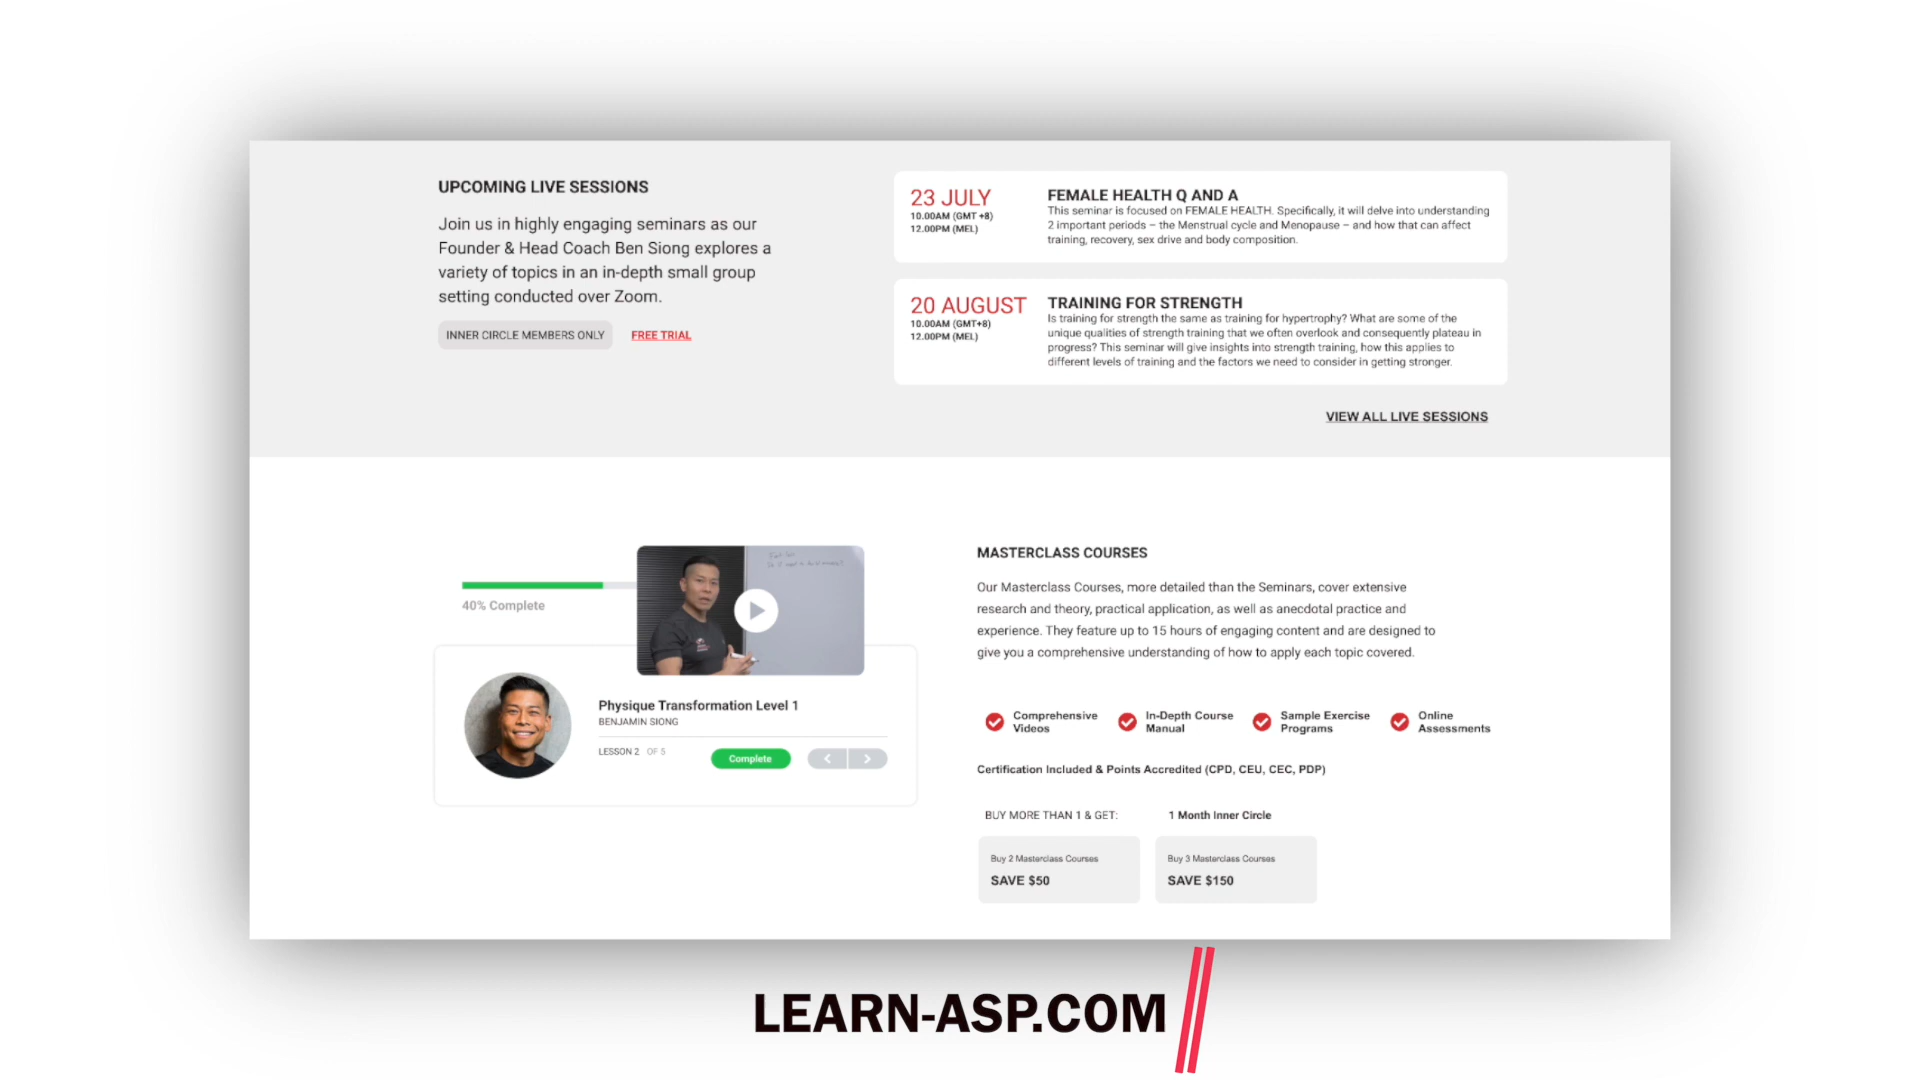 UPCOMING LIVE SESSIONS
Join us in highly engaging seminars as our
Founder & Head Coach Ben Siong explores a
variety of topics in an in-depth small group
setting conducted over Zoom.
INNER CIRCLE MEMBERS ONLY FREE TRIAL
23 JULY
10.00AM (GMT +8)
12.00PM (MEL)
FEMALE HEALTH Q AND A
This seminar is focused on FEMALE HEALTH. Specifically, it will delve into understanding
2 important periods – the Menstrual cycle and Menopause – and how that can affect
training, recovery, sex drive and body composition.
20 AUGUST
10.00AM (GMT+8)
12.00PM (MEL)
TRAINING FOR STRENGTH
Is training for strength the same as training for hypertrophy? What are some of the
unique qualities of strength training that we often overlook and consequently plateau in
progress? This seminar will give insights into strength training, how this applies to
different levels of training and the factors we need to consider in getting stronger.
VIEW ALL LIVE SESSIONS
40% Complete
Physique Transformation Level 1
BENJAMIN SIONG
LESSON 2 OF 5
Complete
MASTERCLASS COURSES
Our Masterclass Courses, more detailed than the Seminars, cover extensive
research and theory, practical application, as well as anecdotal practice and
experience. They feature up to 15 hours of engaging content and are designed to
give you a comprehensive understanding of how to apply each topic covered.
Comprehensive
Videos
In-Depth Course
Manual
Sample Exercise
Programs
Online
Assessments
Certification Included & Points Accredited (CPD, CEU, CEC, PDP)
BUY MORE THAN 1 & GET: 1 Month Inner Circle
Buy 2 Masterclass Courses
SAVE $50
Buy 3 Masterclass Courses
SAVE $150
LEARN-ASP.COM